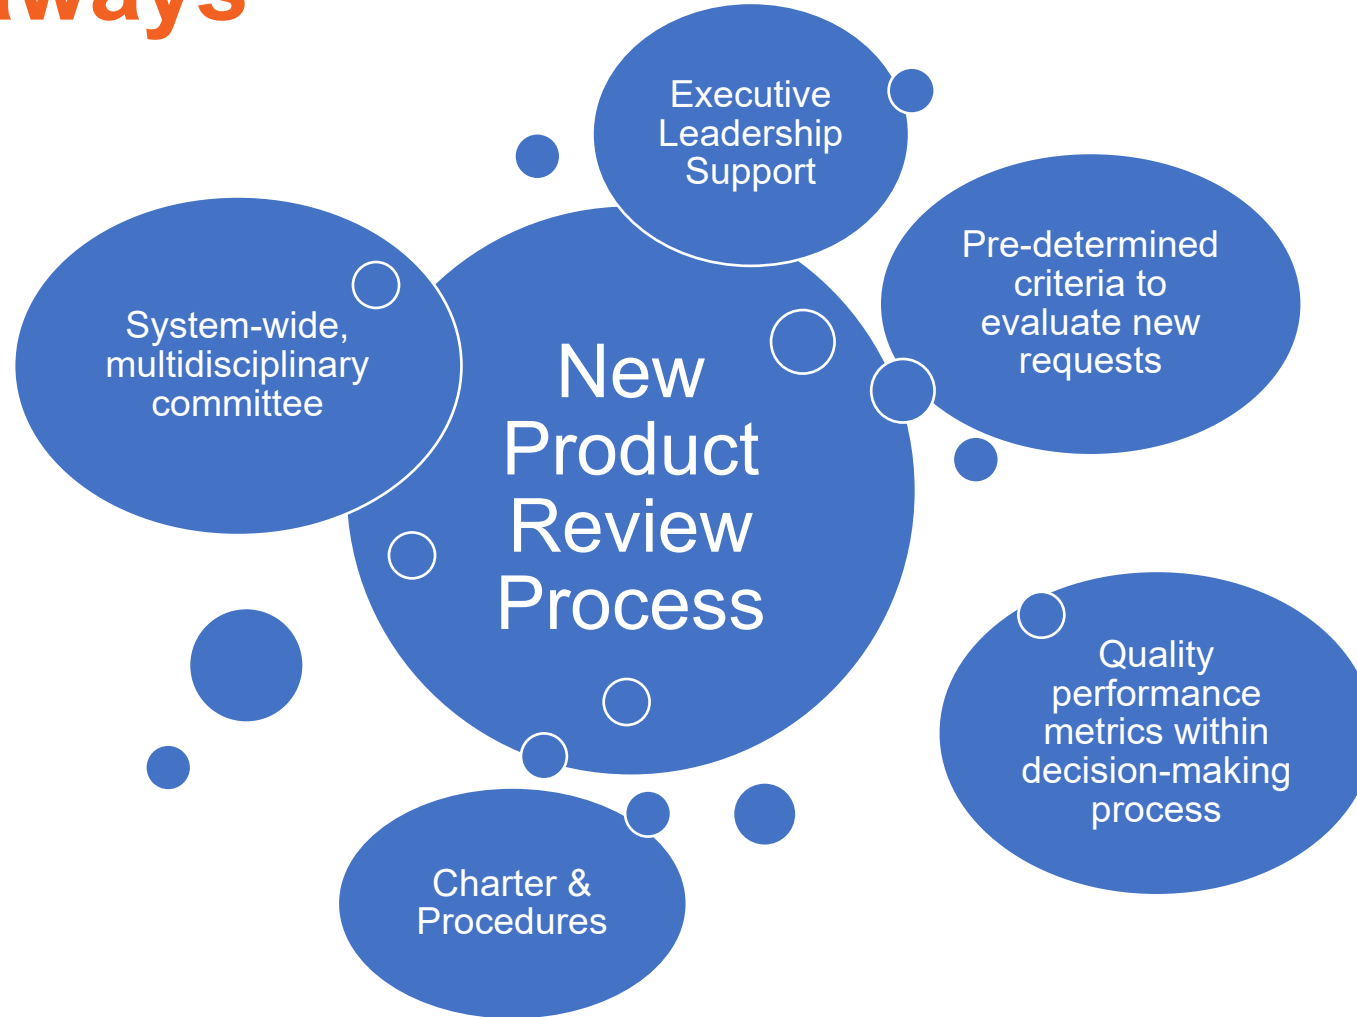 aways
Executive
Leadership
Support
Pre-determined
criteria to
evaluate new
requests
System-wide,
multidisciplinary
committee
New
Product
Review
Process
Quality
performance
metrics within
decision-making
process
Charter &
Procedures